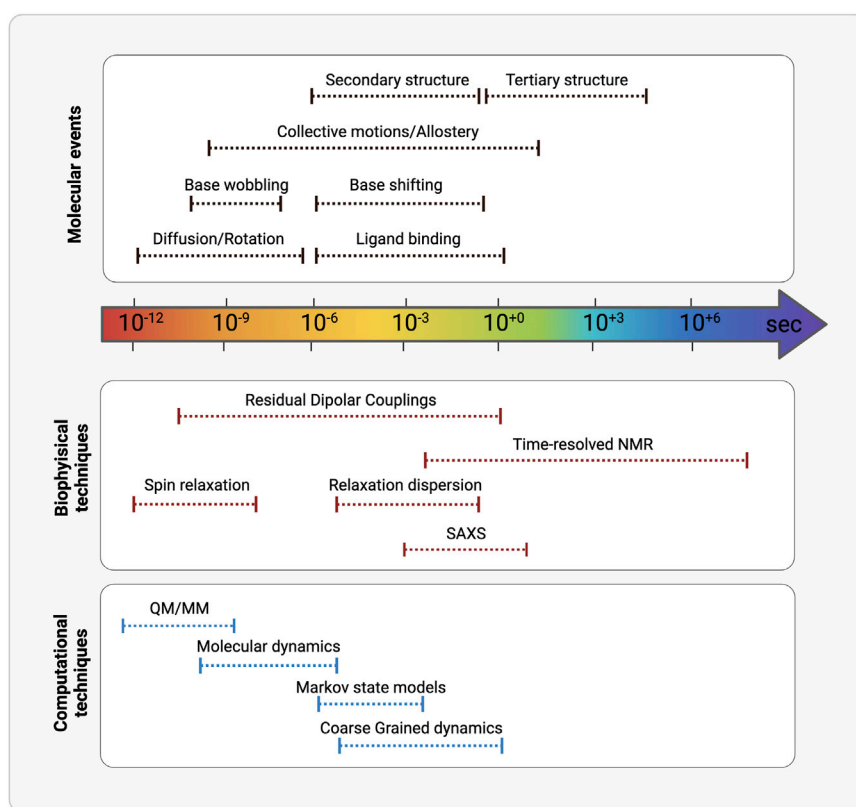 Molecular events
Secondary structure
Tertiary structure
Collective motions/Allostery
Base wobbling
Base shifting
Diffusion/Rotation
Ligand binding
10-12 10-9 10-6 10-3 10+0 10+3 10+6 sec
Biophyisical
techniques
Residual Dipolar Couplings
Time-resolved NMR
Spin relaxation
Relaxation dispersion
SAXS
Computational
techniques
QM/MM
Molecular dynamics
Markov state models
Coarse Grained dynamics